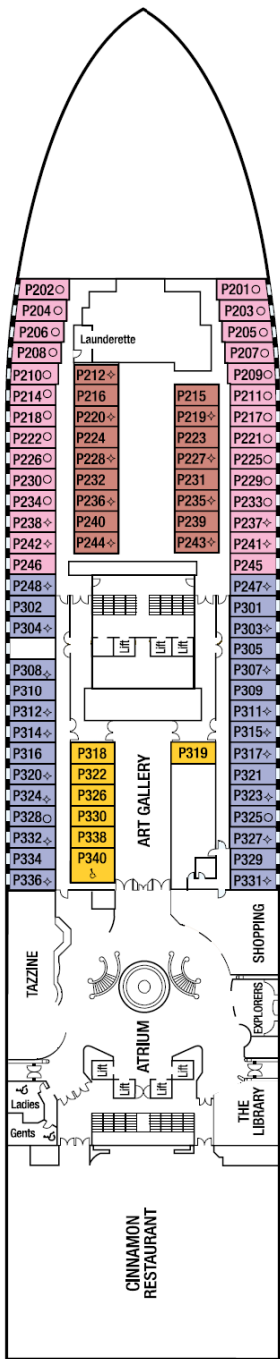 P202○ P201○
P204○ P203○
P206○ P205○
Launderette
P208○ P207○
P210○ P212✧ P209○
P214○ P216 P215 P211○
P218○ P220✧ P219✧ P217○
P222○ P224 P223 P221○
P226○ P228✧ P227✧ P225○
P230○ P232 P231 P229○
P234○ P236✧ P235✧ P233○
P238✧ P240 P239 P237✧
P242✧ P244✧ P243✧ P241✧
P246 P245
P248✧ P247✧
P302 P301
P304✧ P303✧
Lift Lift P305
P308✧ P307✧
P310 P309
P312✧ P311✧
P314✧ P315✧
P316 P318 P319 P317✧
P320✧ P322 P321
P324✧ P326 P323✧
P328○ P330 P325○
P332✧ P338 P327✧
P334 P340 P329
P336✧ P331✧
ART GALLERY
TAZZINE
SHOPPING
EXPLORERS
ATRIUM
Lift
Lift Lift
Ladies
Gents
THE
LIBRARY
CINNAMON
RESTAURANT